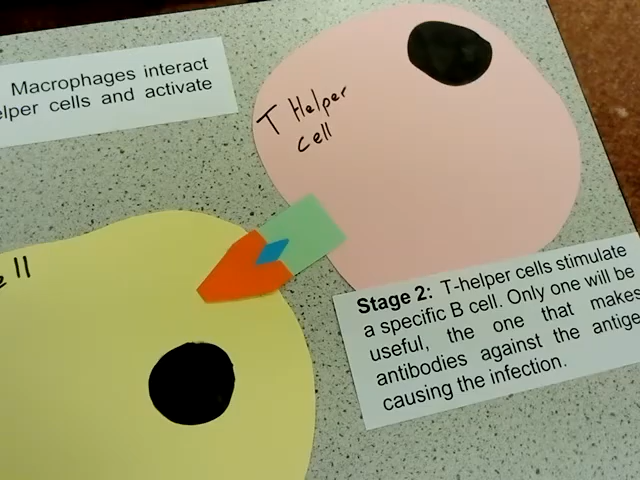 Macrophages interact
elper cells and activate
T Helper
cell
ell
Stage 2: T-helper cells stimulate
a specific B cell. Only one will be
useful, the one that makes
antibodies against the antige
causing the infection.